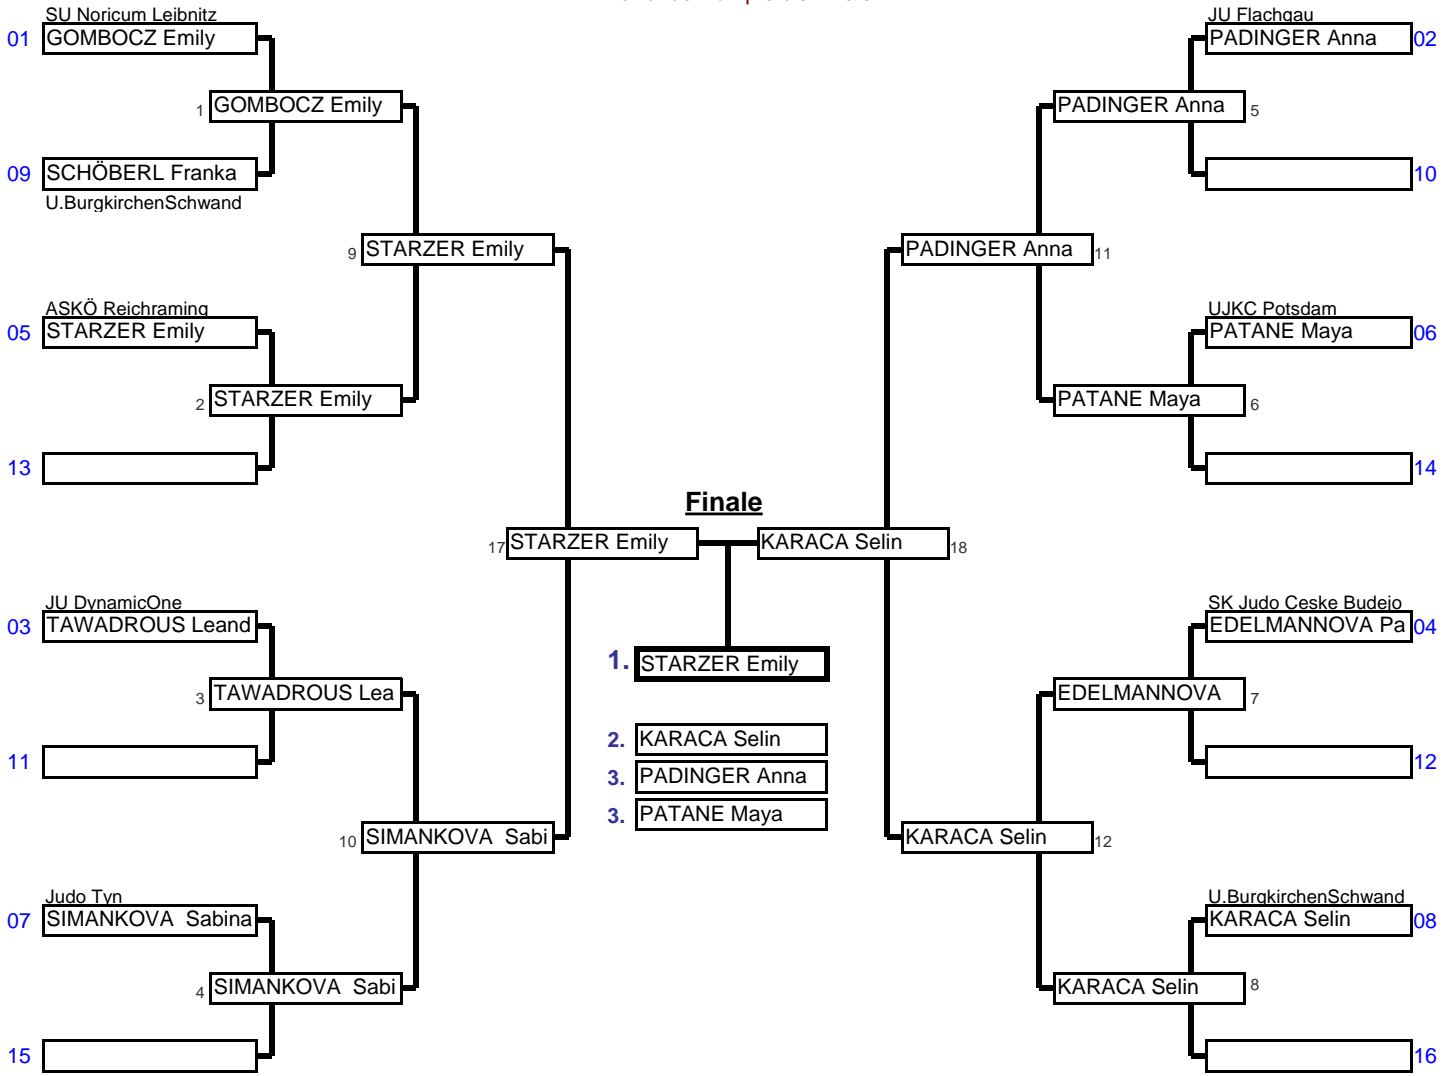 SU Noricum Leibnitz
01 GOMBOCZ Emily
1 GOMBOCZ Emily
09 SCHÖBERL Franka
U.BurgkirchenSchwand
9 STARZER Emily
ASKÖ Reichraming
05 STARZER Emily
2 STARZER Emily
13
17 STARZER Emily
JU DynamicOne
03 TAWADROUS Leand
3 TAWADROUS Lea
11
10 SIMANKOVA Sabi
Judo Tyn
07 SIMANKOVA Sabina
4 SIMANKOVA Sabi
15
Finale
1. STARZER Emily
2. KARACA Selin
3. PADINGER Anna
3. PATANE Maya
JU Flachgau
PADINGER Anna 02
PADINGER Anna 5
10
PADINGER Anna 11
UJKC Potsdam
PATANE Maya 06
PATANE Maya 6
14
KARACA Selin 18
SK Judo Ceske Budejo
EDELMANNOVA Pa 04
EDELMANNOVA 7
12
KARACA Selin 12
U.BurgkirchenSchwand
KARACA Selin 08
KARACA Selin 8
16